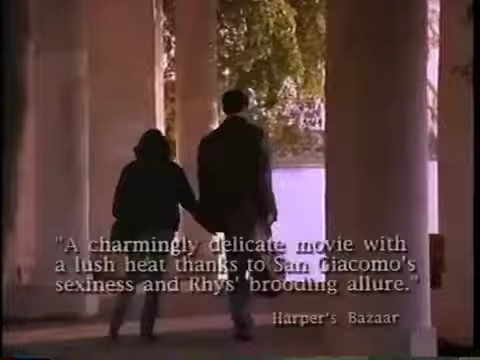 "A charmingly delicate movie with
a lush heat thanks to San Giacomo's
sexiness and Rhys' brooding allure."
Harper's Bazaar